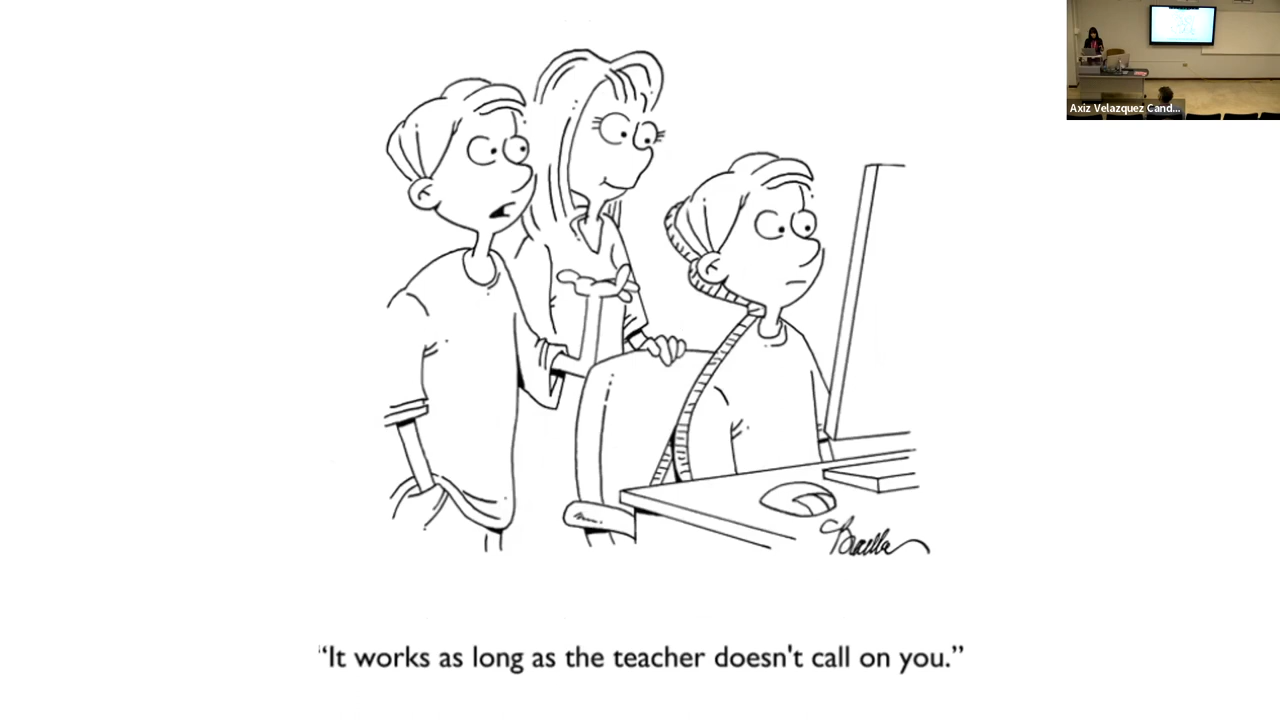 Axiz Velazquez Cand...
“It works as long as the teacher doesn't call on you.”